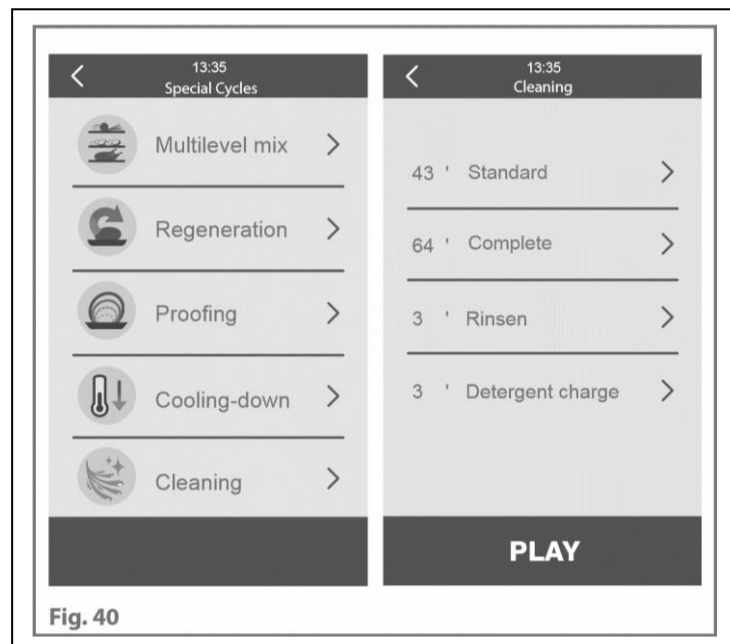 13:35
Special Cycles
Multilevel mix
Regeneration
Proofing
Cooling-down
Cleaning
13:35
Cleaning
43 ' Standard
64 ' Complete
3 ' Rinsen
3 ' Detergent charge
PLAY
Fig. 40